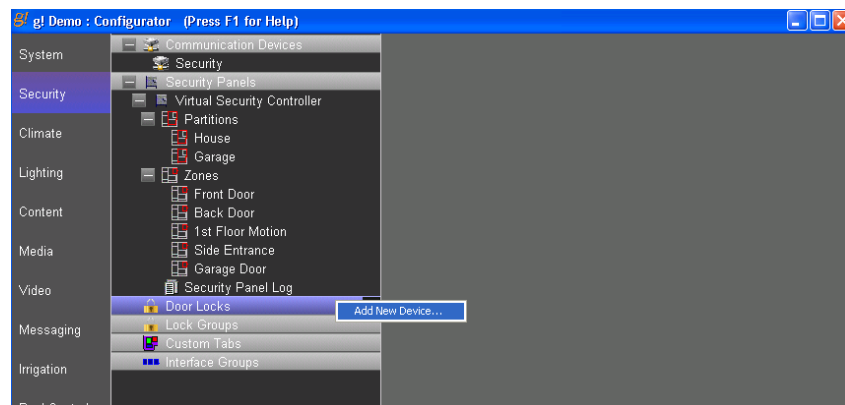 g! g! Demo : Configurator (Press F1 for Help)
System
Security
Climate
Lighting
Content
Media
Video
Messaging
Irrigation
Communication Devices
Security
Security Panels
Virtual Security Controller
Partitions
House
Garage
Zones
Front Door
Back Door
1st Floor Motion
Side Entrance
Garage Door
Security Panel Log
Door Locks
Add New Device...
Lock Groups
Custom Tabs
Interface Groups